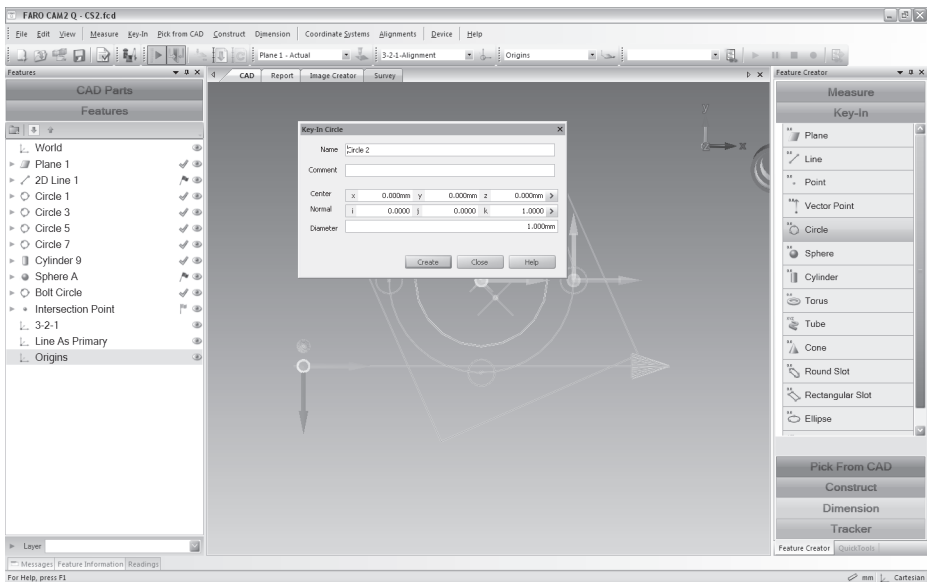 FARO CAM2 Q - CS2.fcd
File Edit View Measure Key-In Pick from CAD Construct Dimension Coordinate Systems Alignments Device Help
Plane 1 - Actual 3-2-1-Alignment Origins
Features
CAD Report Image Creator Survey
Feature Creator
CAD Parts
Features
World
Plane 1
2D Line 1
Circle 1
Circle 3
Circle 5
Circle 7
Cylinder 9
Sphere A
Bolt Circle
Intersection Point
3-2-1
Line As Primary
Origins
Layer
y
x
Key-In Circle
Name Circle 2
Comment
Center x 0.000mm y 0.000mm z 0.000mm >
Normal i 0.0000 j 0.0000 k 1.0000 >
Diameter 1.000mm
Create Close Help
Measure
Key-In
Plane
Line
Point
Vector Point
Circle
Sphere
Cylinder
Torus
Tube
Cone
Round Slot
Rectangular Slot
Ellipse
Pick From CAD
Construct
Dimension
Tracker
Feature Creator QuickTools
Messages Feature Information Readings
For Help, press F1
mm Cartesian